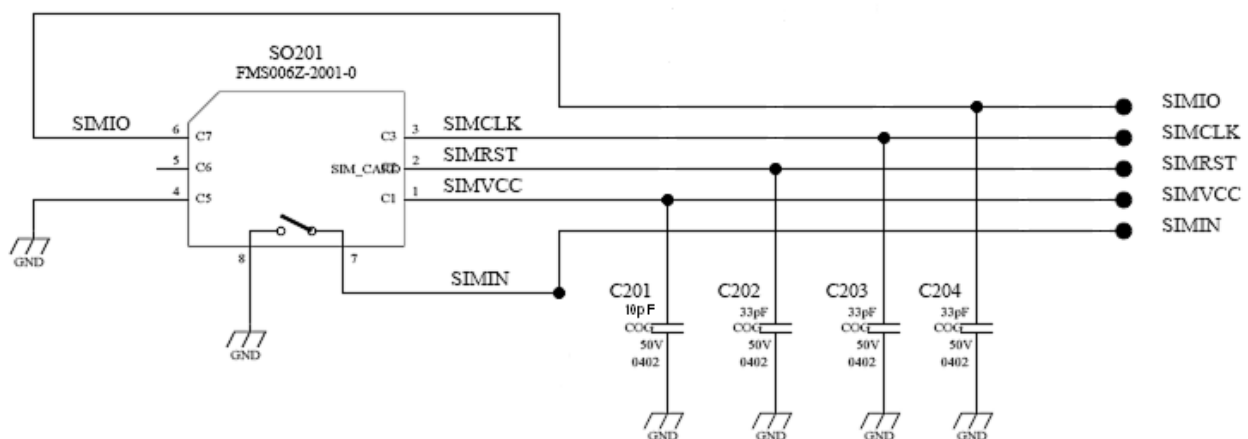 SO201
FMS006Z-2001-0
SIMIO
SIMIO
6
C7
C3
3
SIMCLK
SIMCLK
5
C6
SIM_CARD
2
SIMRST
SIMRST
4
C5
C1
1
SIMVCC
SIMVCC
SIMIN
GND
8
7
SIMIN
C201
C202
C203
C204
10pF
33pF
33pF
33pF
COG
COG
COG
COG
50V
50V
50V
50V
0402
0402
0402
0402
GND
GND
GND
GND
GND